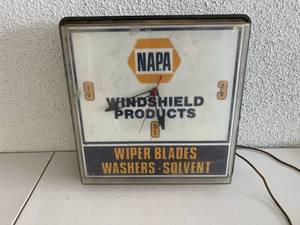 NAPA
9 3
WINDSHIELD
PRODUCTS
6
WIPER BLADES
WASHERS · SOLVENT